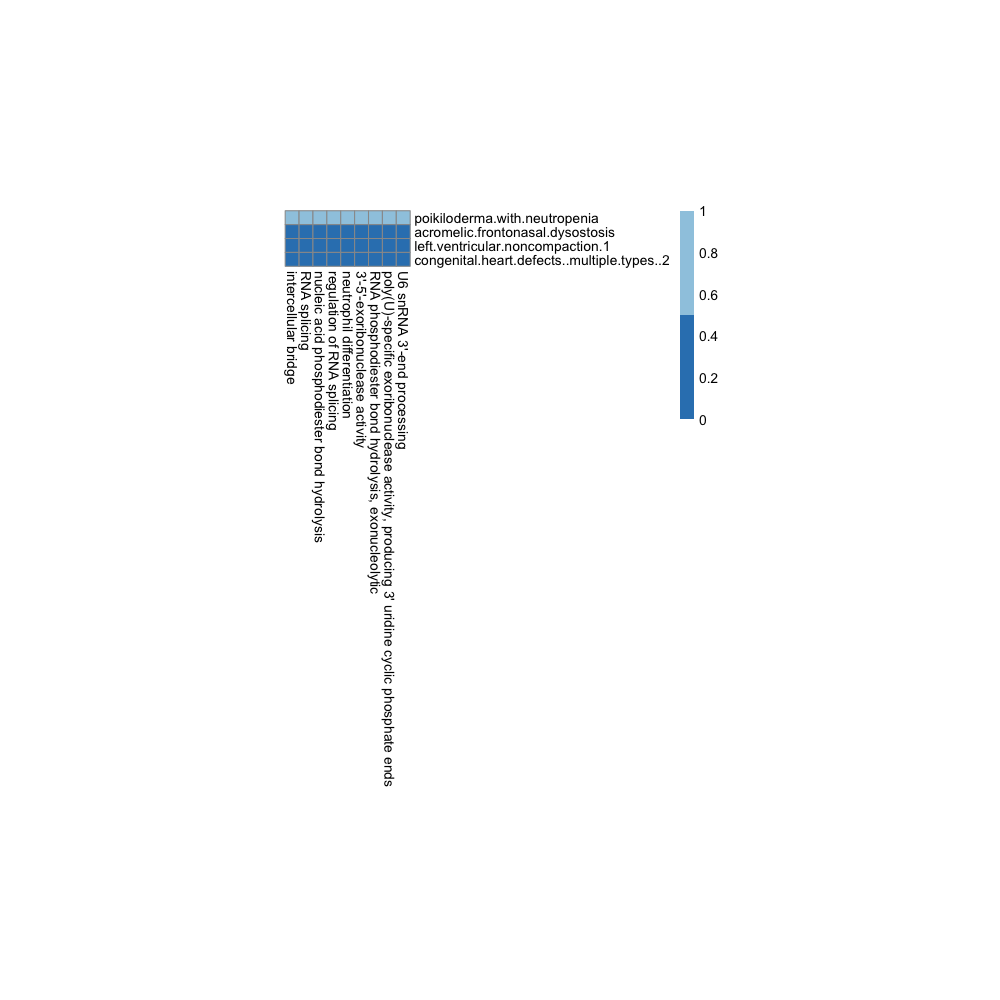 poikiloderma.with.neutropenia
acromelic.frontonasal.dysostosis
left.ventricular.noncompaction.1
congenital.heart.defects..multiple.types..2
intercellular bridge
RNA splicing
nucleic acid phosphodiester bond hydrolysis
regulation of RNA splicing
neutrophil differentiation
3'-5'-exoribonuclease activity
RNA phosphodiester bond hydrolysis, exonucleolytic
poly(U)-specific exoribonuclease activity, producing 3' uridine cyclic phosphate ends
U6 snRNA 3'-end processing
1
0.8
0.6
0.4
0.2
0